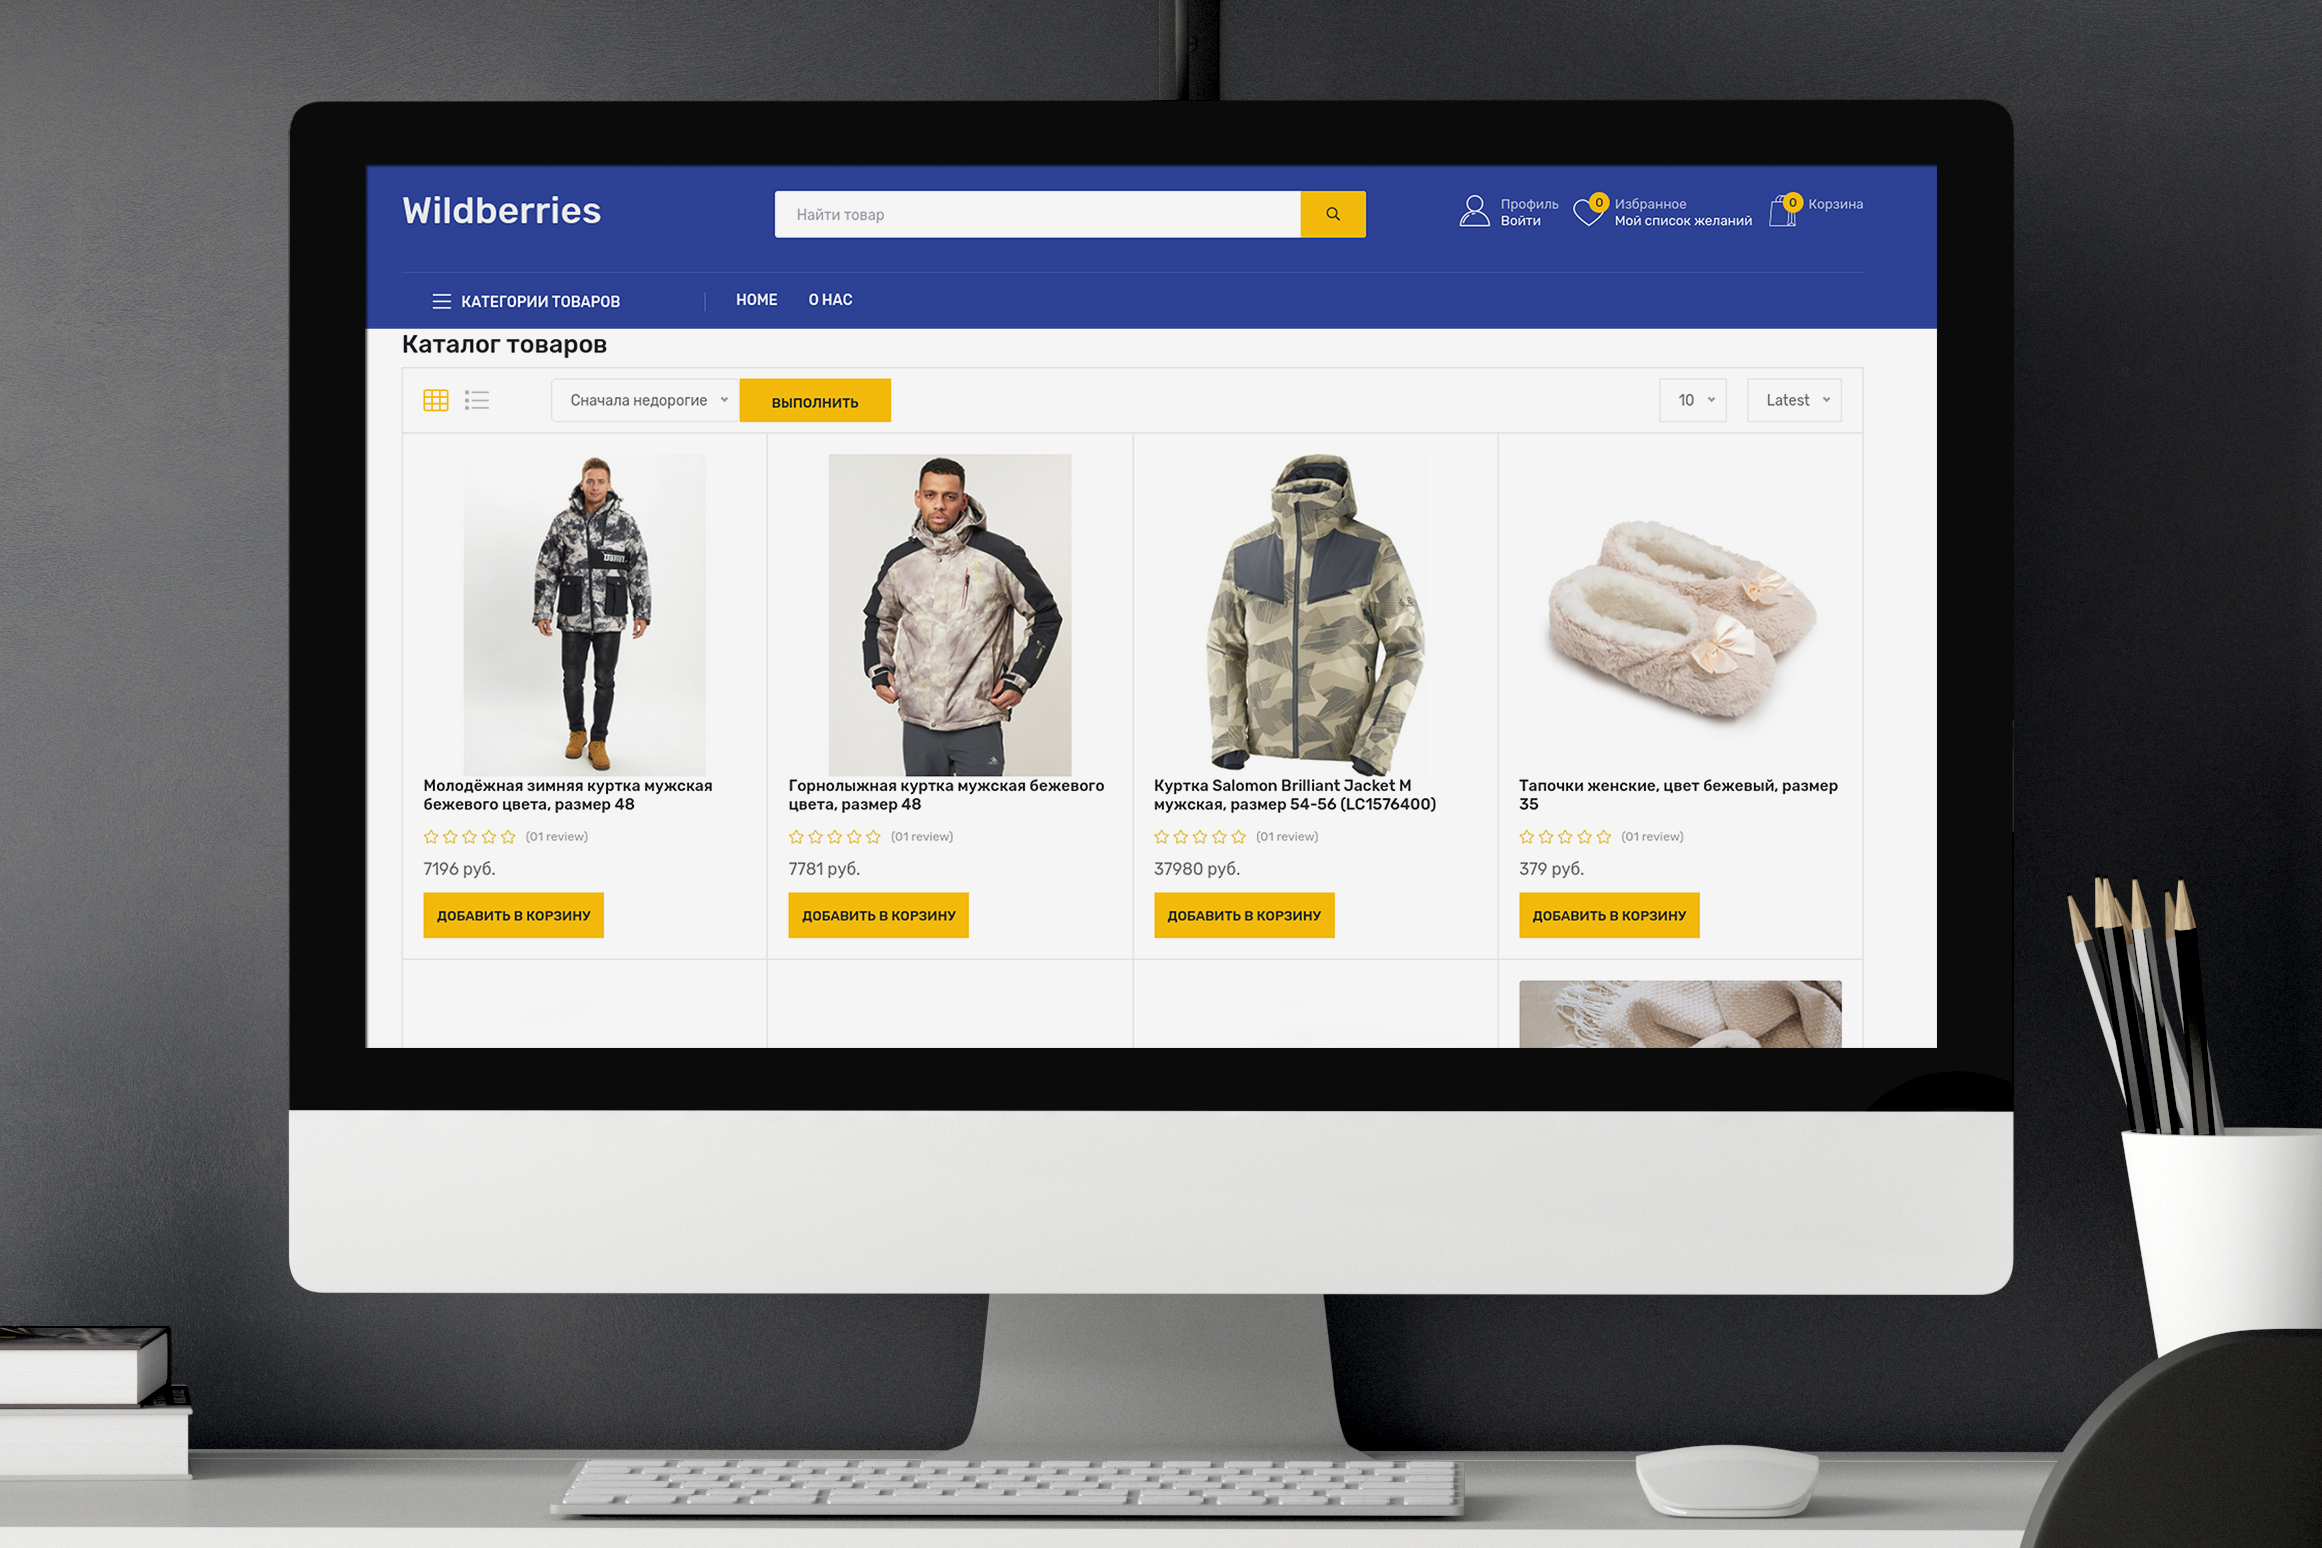 Wildberries
Найти товар
Профиль
Войти
0
Избранное
Мой список желаний
0
Корзина
КАТЕГОРИИ ТОВАРОВ
HOME
О НАС
Каталог товаров
Сначала недорогие
ВЫПОЛНИТЬ
10
Latest
Молодёжная зимняя куртка мужская
бежевого цвета, размер 48
(01 review)
7196 руб.
ДОБАВИТЬ В КОРЗИНУ
Горнолыжная куртка мужская бежевого
цвета, размер 48
(01 review)
7781 руб.
ДОБАВИТЬ В КОРЗИНУ
Куртка Salomon Brilliant Jacket M
мужская, размер 54-56 (LC1576400)
(01 review)
37980 руб.
ДОБАВИТЬ В КОРЗИНУ
Тапочки женские, цвет бежевый, размер
35
(01 review)
379 руб.
ДОБАВИТЬ В КОРЗИНУ